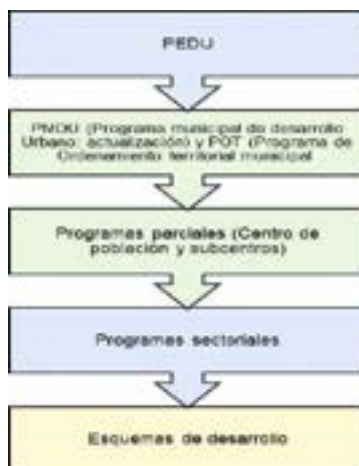 PEDU
PMDU (Programa municipal de desarrollo
Urbano: actualización) y POT (Programa de
Ordenamiento territorial municipal
Programas parciales (Centro de
población y subcentros)
Programas sectoriales
Esquemas de desarrollo